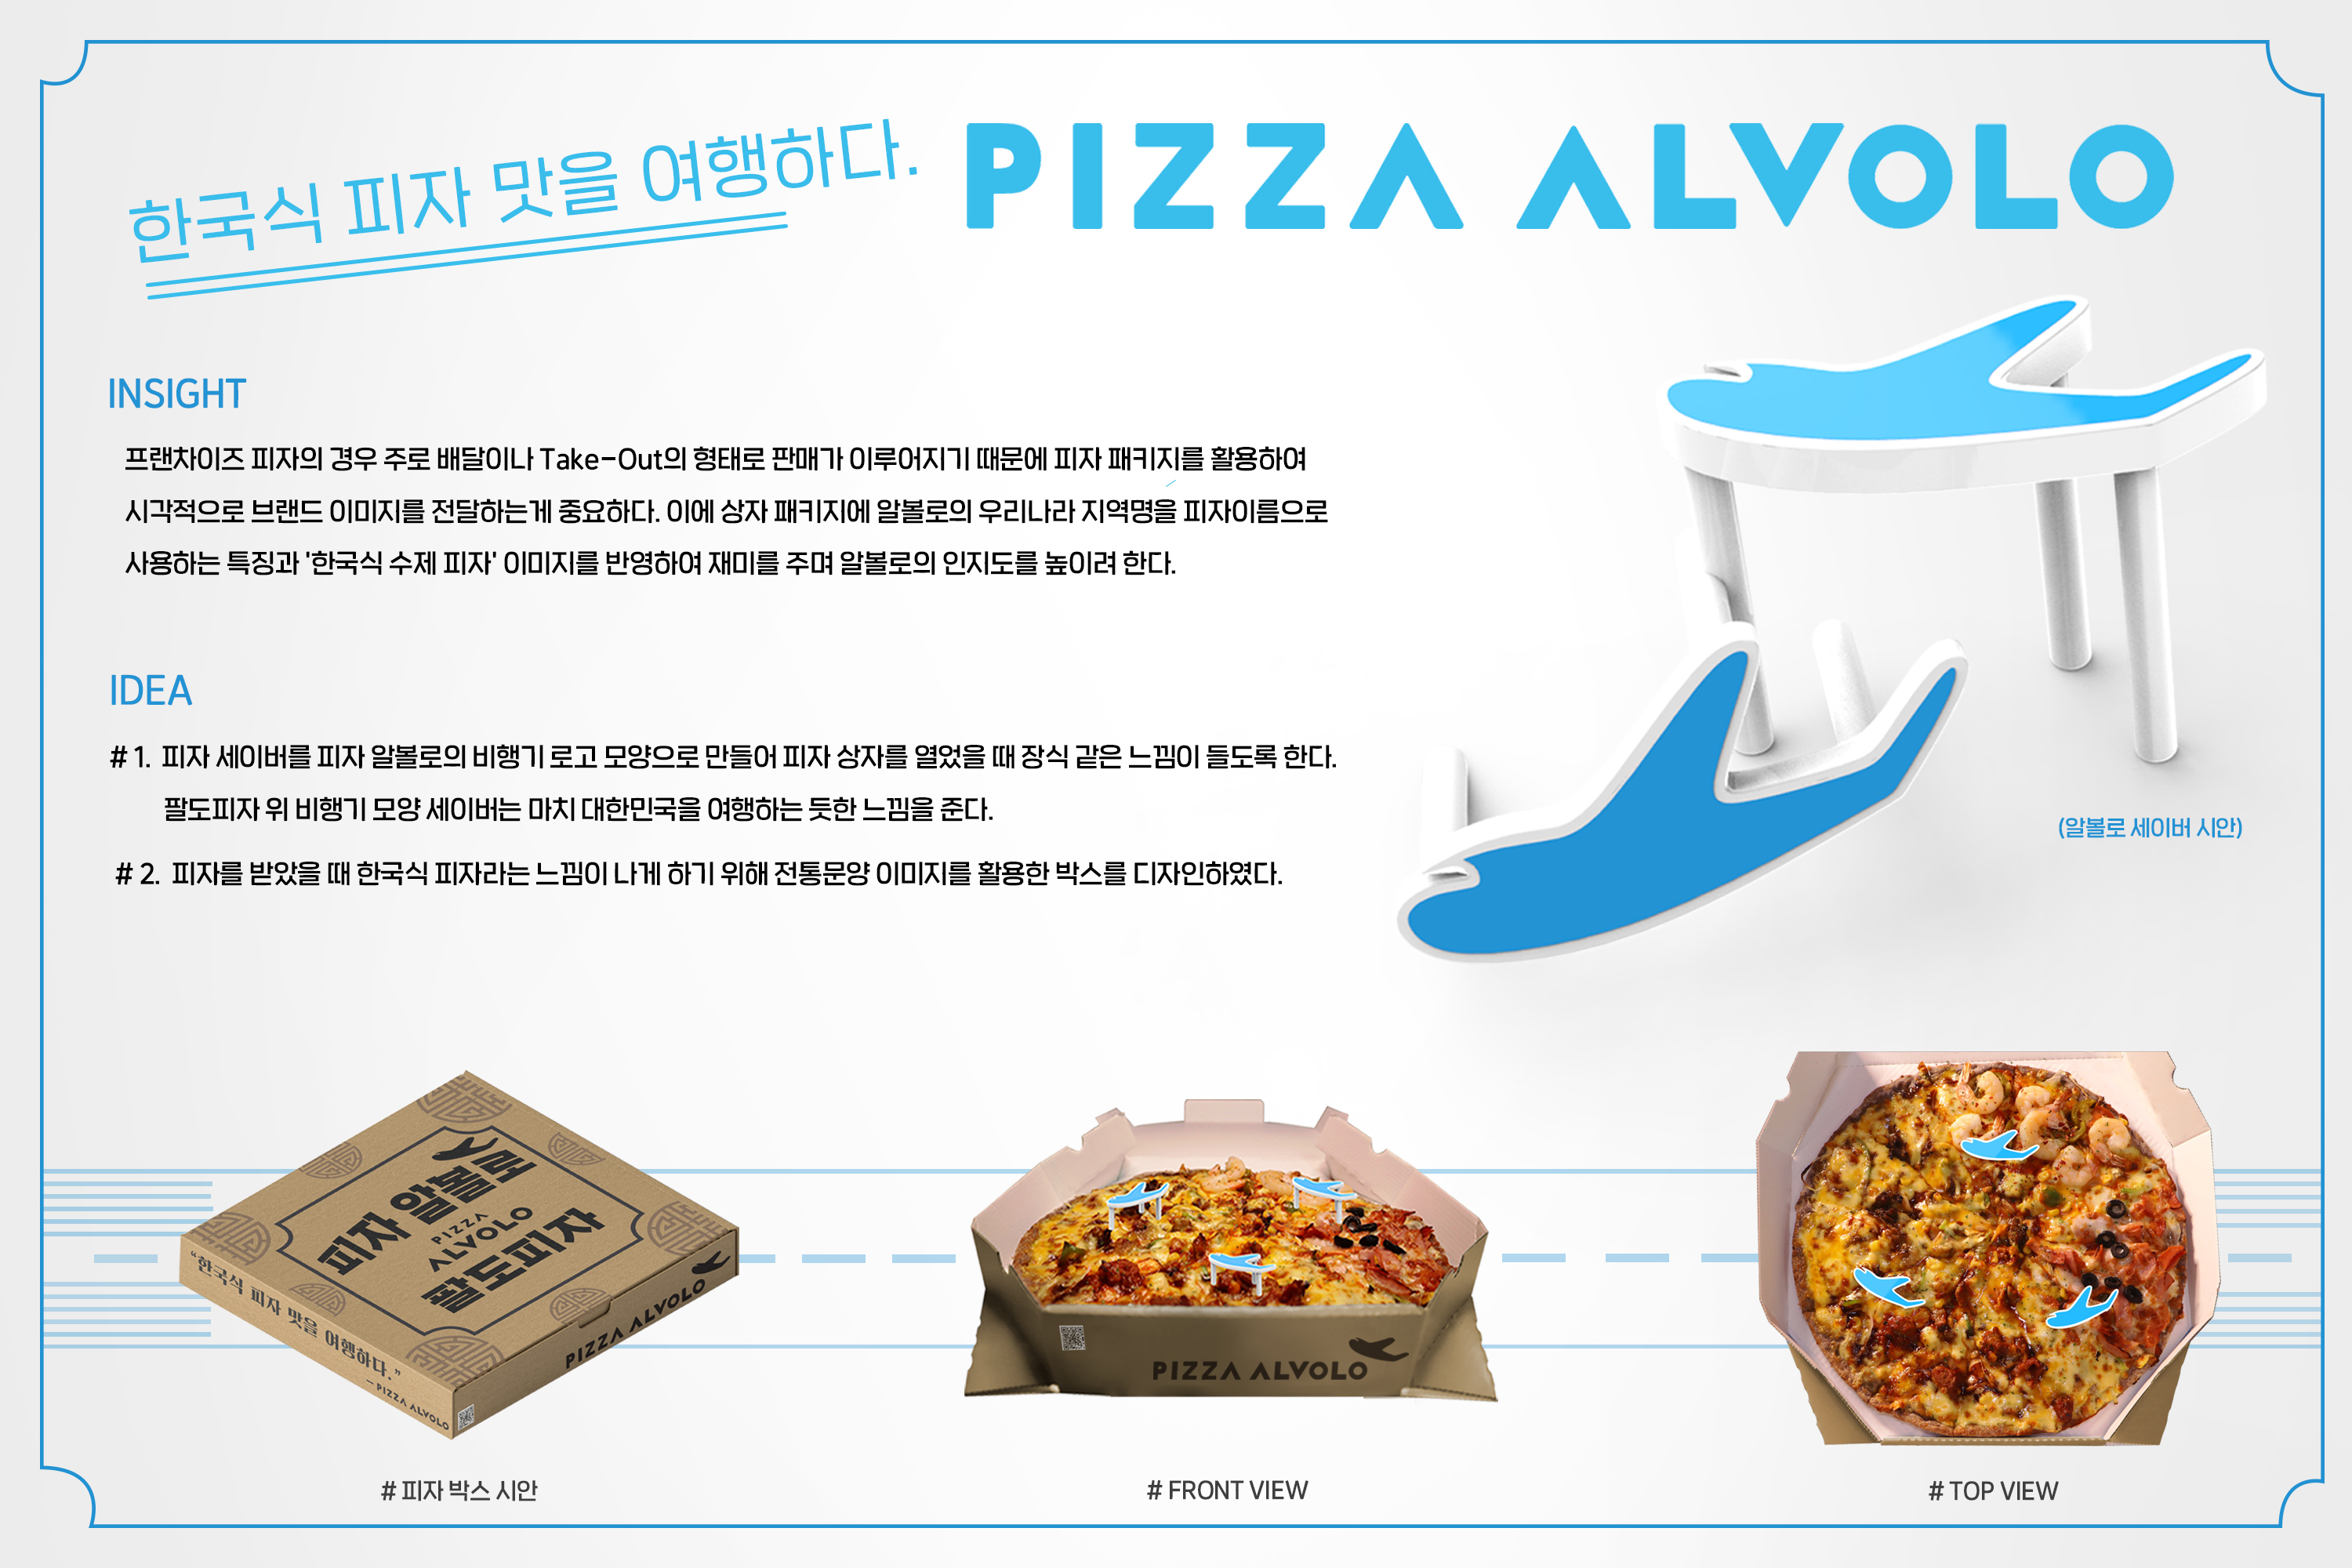 한국식 피자 맛을 여행하다.
PIZZA ALVOLO
INSIGHT
프랜차이즈 피자의 경우 주로 배달이나 Take-Out의 형태로 판매가 이루어지기 때문에 피자 패키지를 활용하여
시각적으로 브랜드 이미지를 전달하는게 중요하다. 이에 상자 패키지에 알볼로의 우리나라 지역명을 피자이름으로
사용하는 특징과 '한국식 수제 피자' 이미지를 반영하여 재미를 주며 알볼로의 인지도를 높이려 한다.
IDEA
# 1. 피자 세이버를 피자 알볼로의 비행기 로고 모양으로 만들어 피자 상자를 열었을 때 장식 같은 느낌이 들도록 한다.
팔도피자 위 비행기 모양 세이버는 마치 대한민국을 여행하는 듯한 느낌을 준다.
# 2. 피자를 받았을 때 한국식 피자라는 느낌이 나게 하기 위해 전통문양 이미지를 활용한 박스를 디자인하였다.
(알볼로 세이버 시안)
피자 알볼로
PIZZA
ALVOLO
팔도피자
“한국식 피자 맛을 여행하다.”
– PIZZA ALVOLO
PIZZA ALVOLO
PIZZA ALVOLO
# 피자 박스 시안
# FRONT VIEW
# TOP VIEW